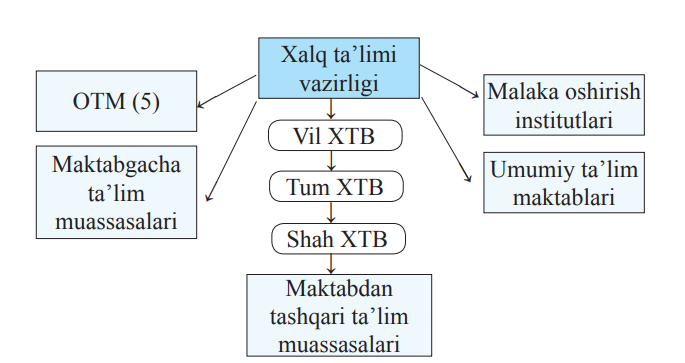 Xalq ta’limi
vazirligi
OTM (5)
Malaka oshirish
institutlari
Vil XTB
Maktabgacha
ta’lim
muassasalari
Umumiy ta’lim
maktablari
Tum XTB
Shah XTB
Maktabdan
tashqari ta’lim
muassasalari